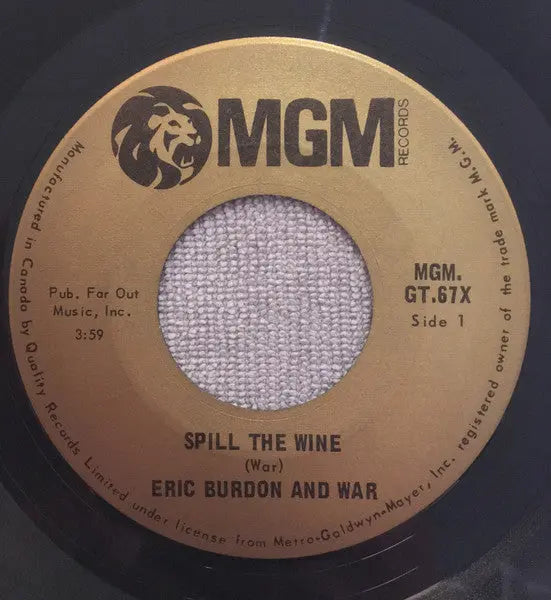 MGM
RECORDS
MGM.
GT.67X
Side 1
Pub. Far Out
Music, Inc.
3:59
SPILL THE WINE
(War)
ERIC BURDON AND WAR
Manufactured in Canada by Quality Records Limited under license from Metro-Goldwyn-Mayer, Inc. registered owner of the trade mark M.G.M.